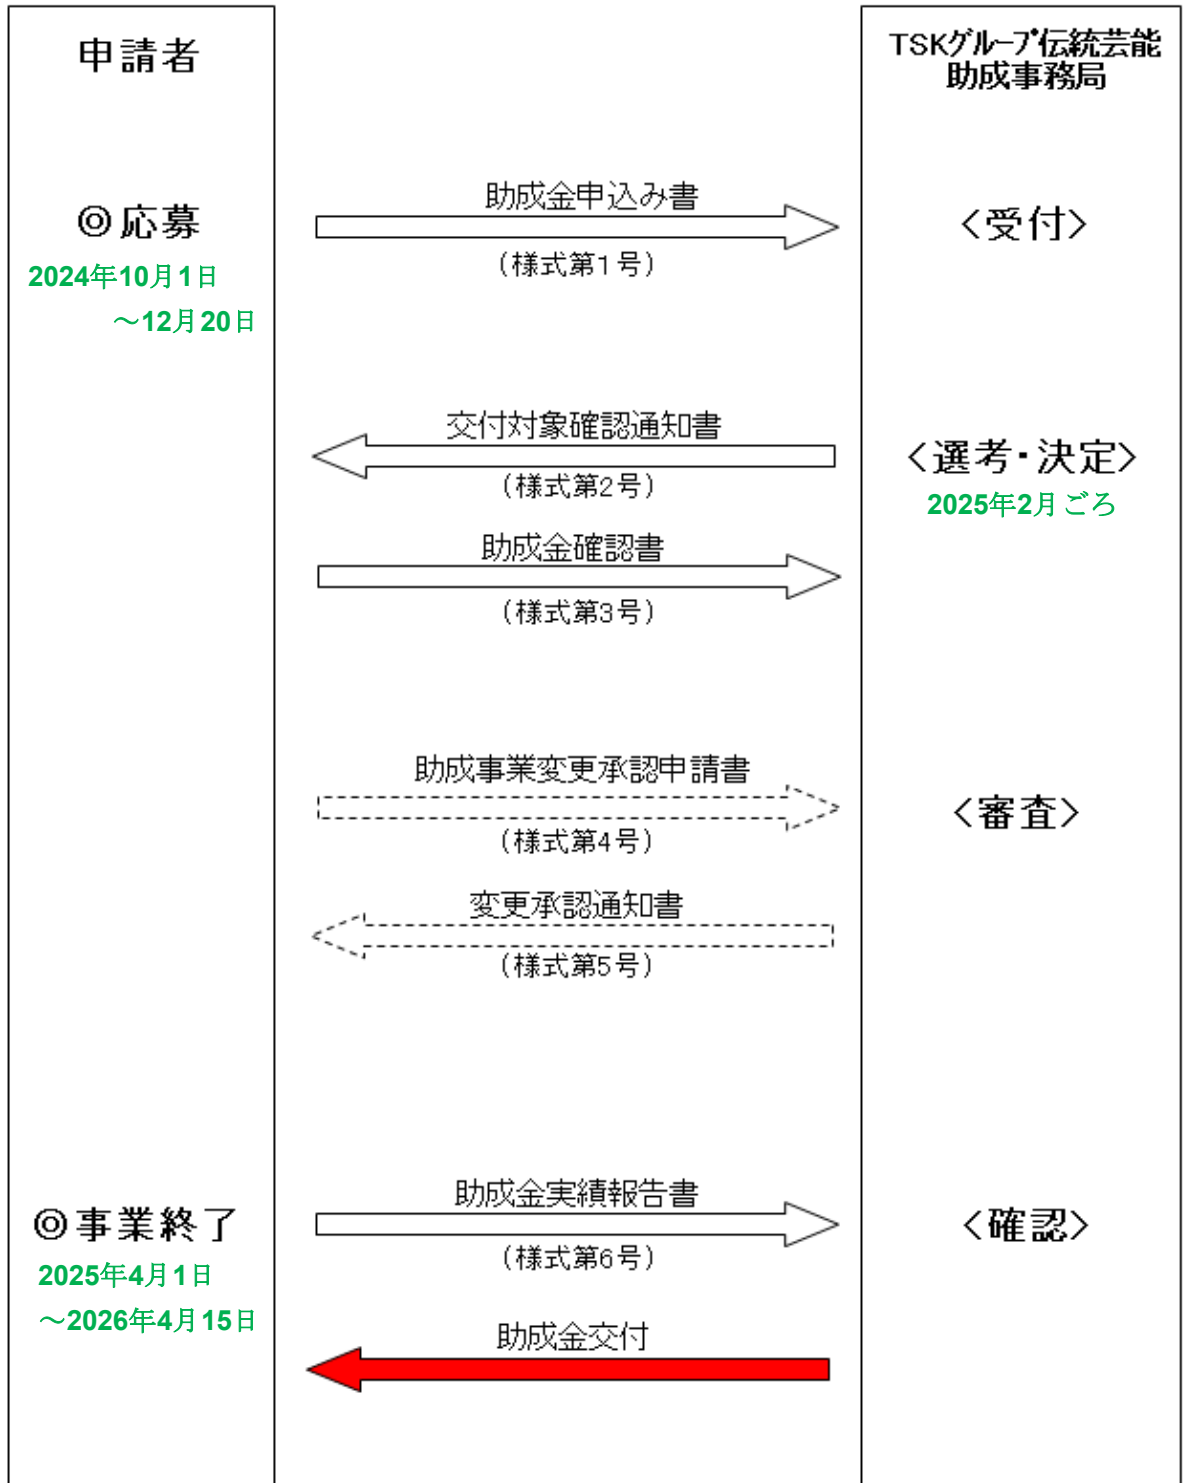 申請者
TSKグループ伝統芸能
助成事務局
助成金申込み書
◎応募
<受付>
(様式第1号)
2024年10月1日
～12月20日
交付対象確認通知書
<選考・決定>
(様式第2号)
2025年2月ごろ
助成金確認書
(様式第3号)
助成事業変更承認申請書
<審査>
(様式第4号)
変更承認通知書
(様式第5号)
助成金実績報告書
◎事業終了
<確認>
(様式第6号)
2025年4月1日
～2026年4月15日
助成金交付